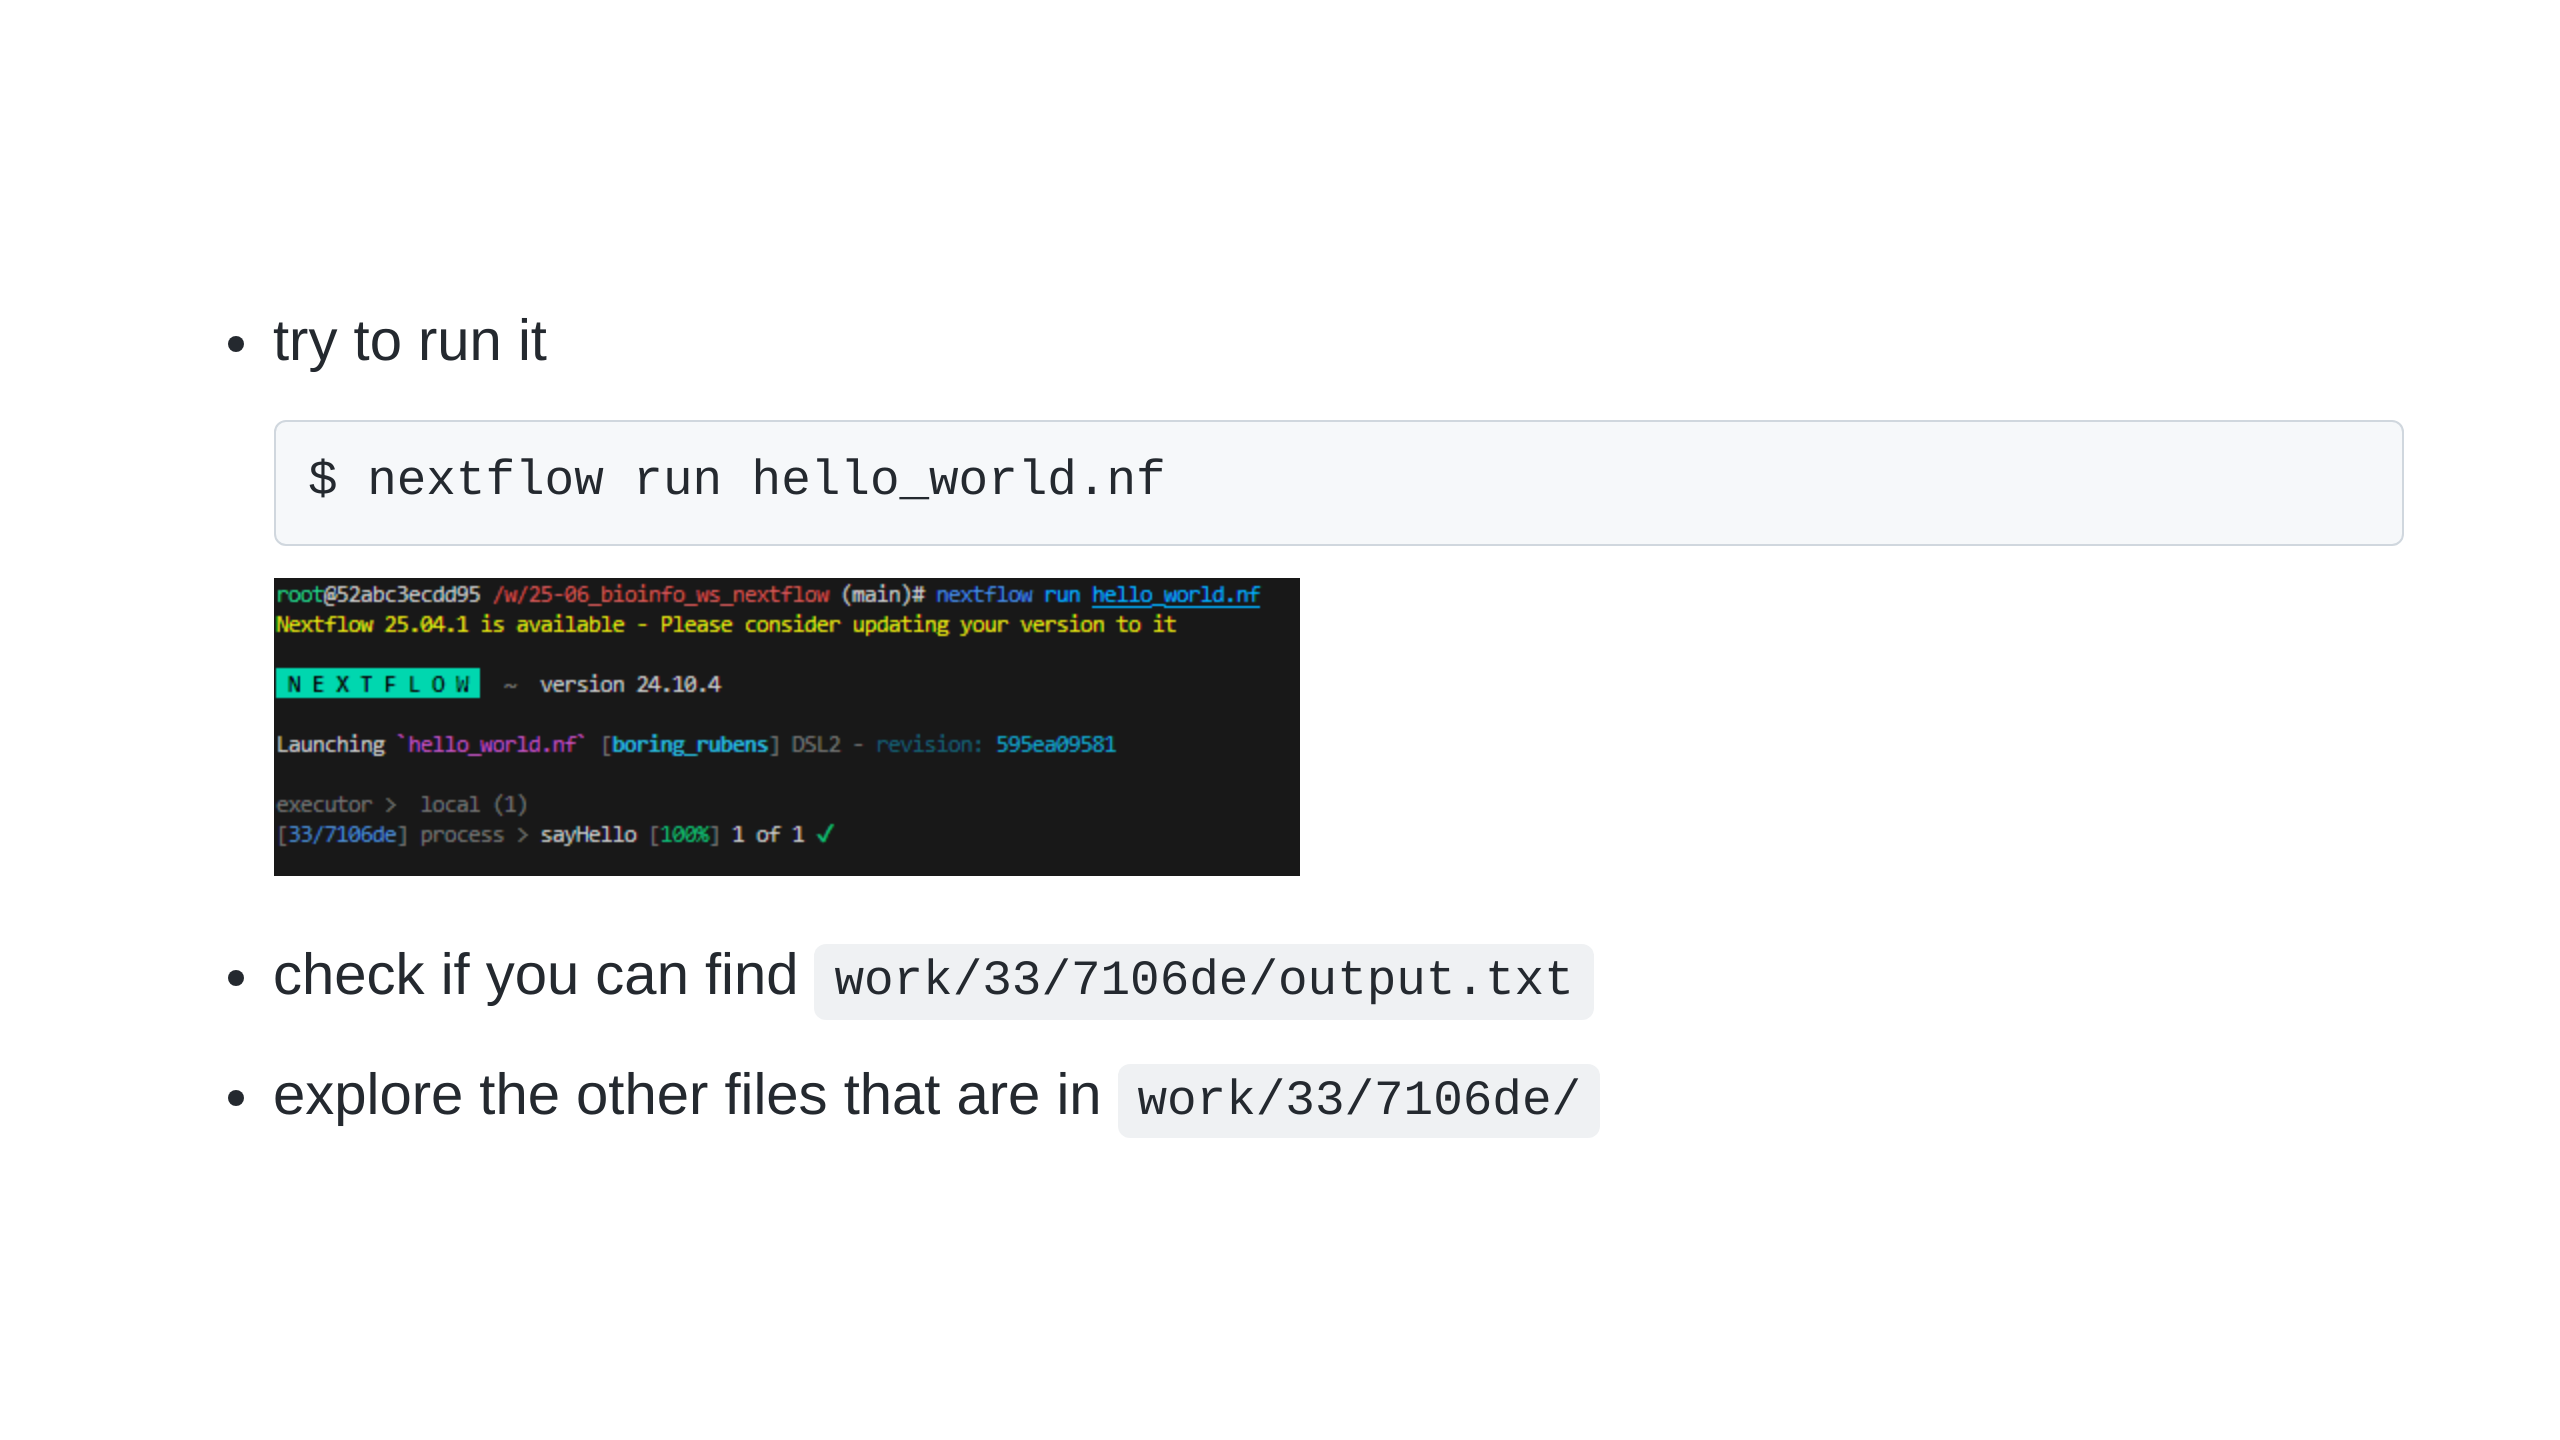 try to run it
$ nextflow run hello_world.nf
root@52abc3ecdd95 /w/25-06_bioinfo_ws_nextflow (main)# nextflow run hello_world.nf
Nextflow 25.04.1 is available - Please consider updating your version to it
N E X T F L O W ~ version 24.10.4
Launching `hello_world.nf` [boring_rubens] DSL2 - revision: 595ea09581
executor > local (1)
[33/7106de] process > sayHello [100%] 1 of 1 ✓
check if you can find work/33/7106de/output.txt
explore the other files that are in work/33/7106de/